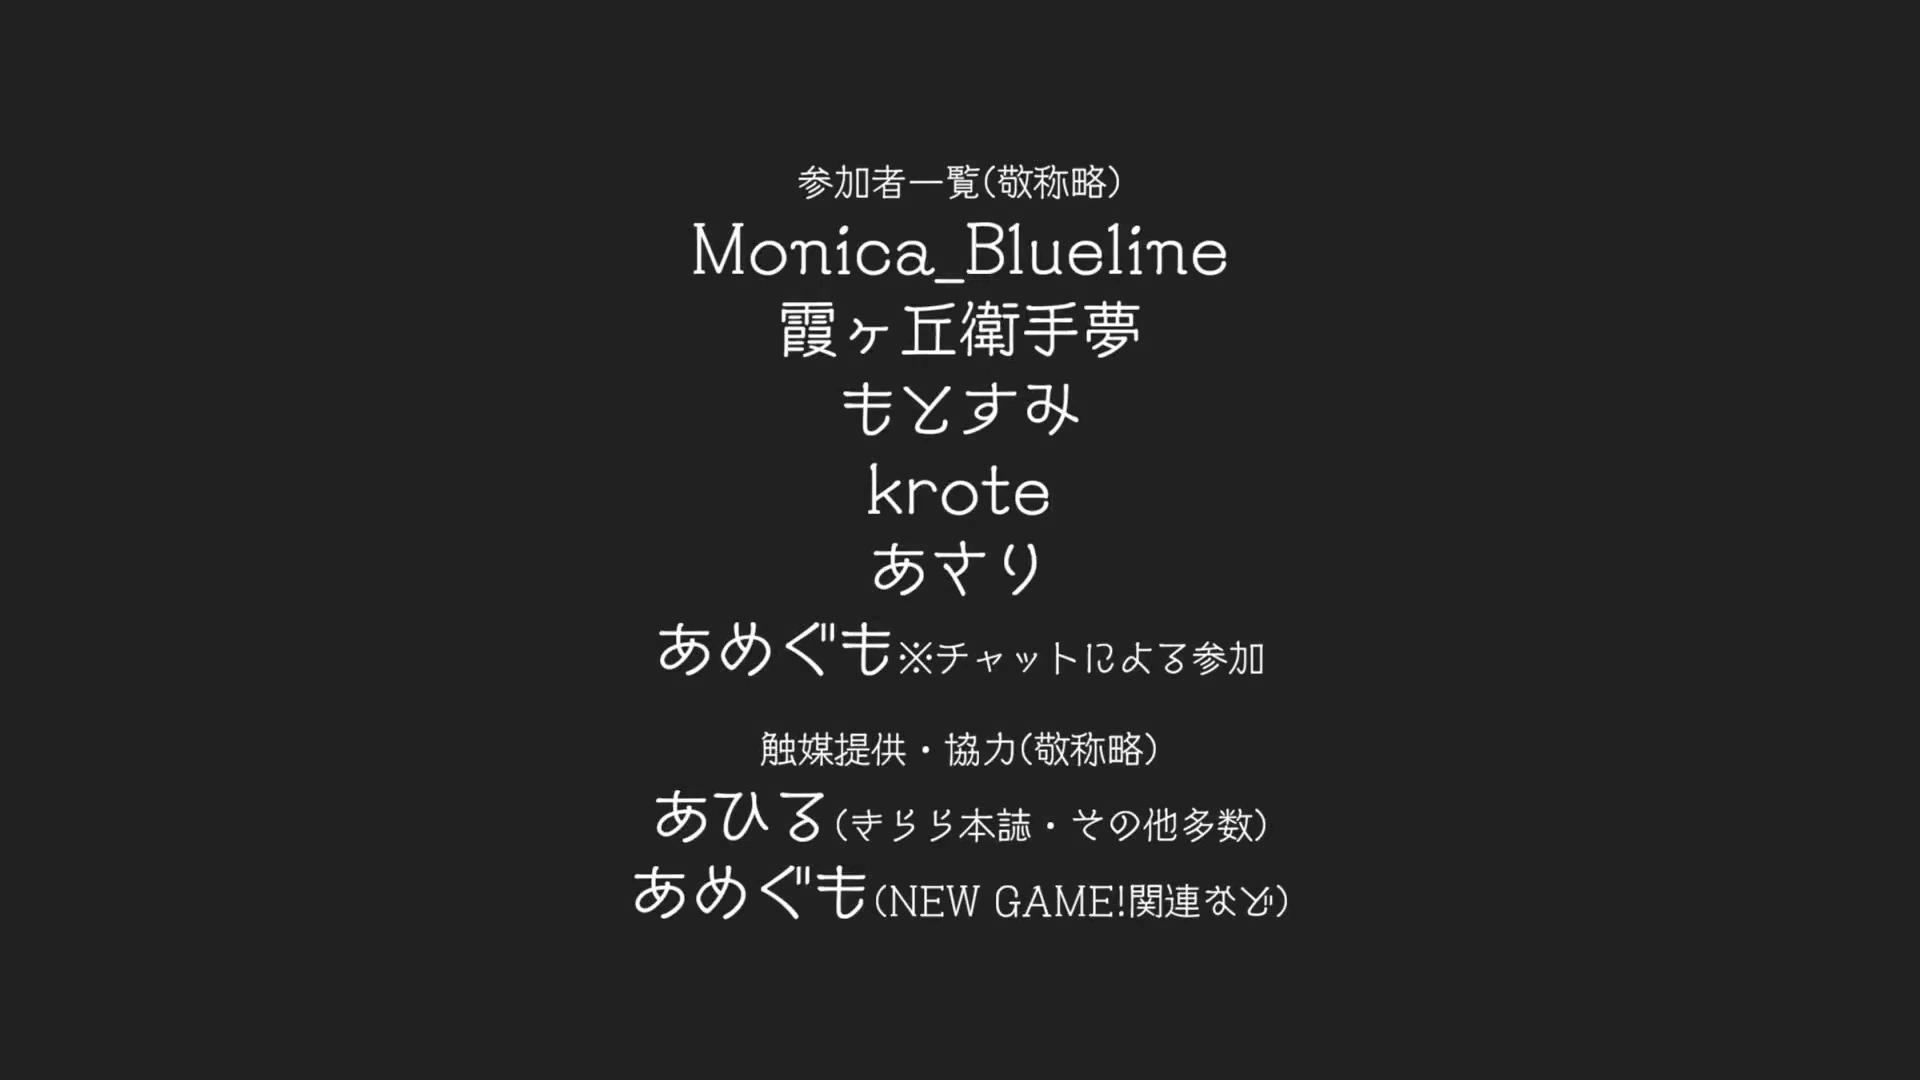 参加者一覧(敬称略)
Monica_Blueline
霞ヶ丘衛手夢
もとすみ
krote
あさり
あめぐも※チャットによる参加
触媒提供・協力(敬称略)
あひる(きらら本誌・その他多数)
あめぐも(NEW GAME!関連など)